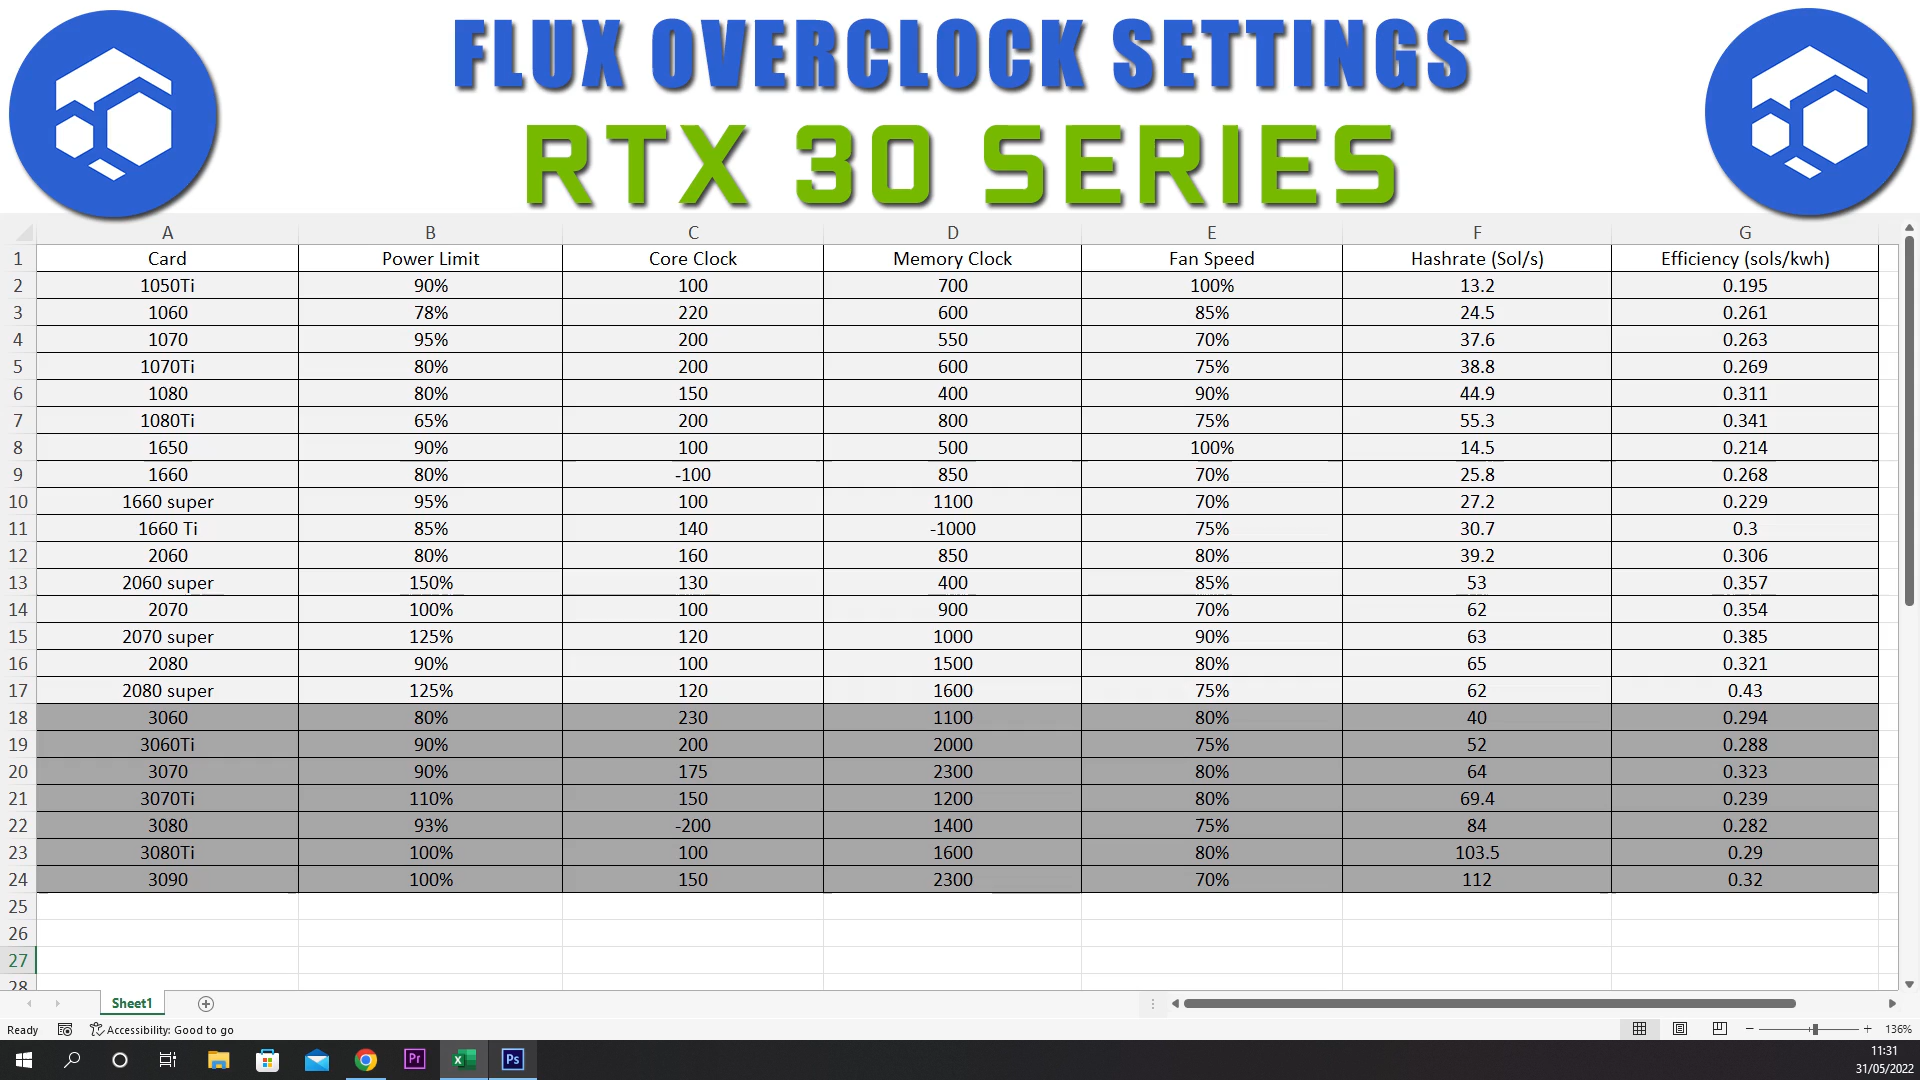 FLUX OVERCLOCK SETTINGS
RTX 30 SERIES
A B C D E F G
1 Card Power Limit Core Clock Memory Clock Fan Speed Hashrate (Sol/s) Efficiency (sols/kwh)
2 1050Ti 90% 100 700 100% 13.2 0.195
3 1060 78% 220 600 85% 24.5 0.261
4 1070 95% 200 550 70% 37.6 0.263
5 1070Ti 80% 200 600 75% 38.8 0.269
6 1080 80% 150 400 90% 44.9 0.311
7 1080Ti 65% 200 800 75% 55.3 0.341
8 1650 90% 100 500 100% 14.5 0.214
9 1660 80% -100 850 70% 25.8 0.268
10 1660 super 95% 100 1100 70% 27.2 0.229
11 1660 Ti 85% 140 -1000 75% 30.7 0.3
12 2060 80% 160 850 80% 39.2 0.306
13 2060 super 150% 130 400 85% 53 0.357
14 2070 100% 100 900 70% 62 0.354
15 2070 super 125% 120 1000 90% 63 0.385
16 2080 90% 100 1500 80% 65 0.321
17 2080 super 125% 120 1600 75% 62 0.43
18 3060 80% 230 1100 80% 40 0.294
19 3060Ti 90% 200 2000 75% 52 0.288
20 3070 90% 175 2300 80% 64 0.323
21 3070Ti 110% 150 1200 80% 69.4 0.239
22 3080 93% -200 1400 75% 84 0.282
23 3080Ti 100% 100 1600 80% 103.5 0.29
24 3090 100% 150 2300 70% 112 0.32
25
26
27
28
Sheet1
Ready Accessibility: Good to go 136%
Pr Ps
11:31
31/05/2022